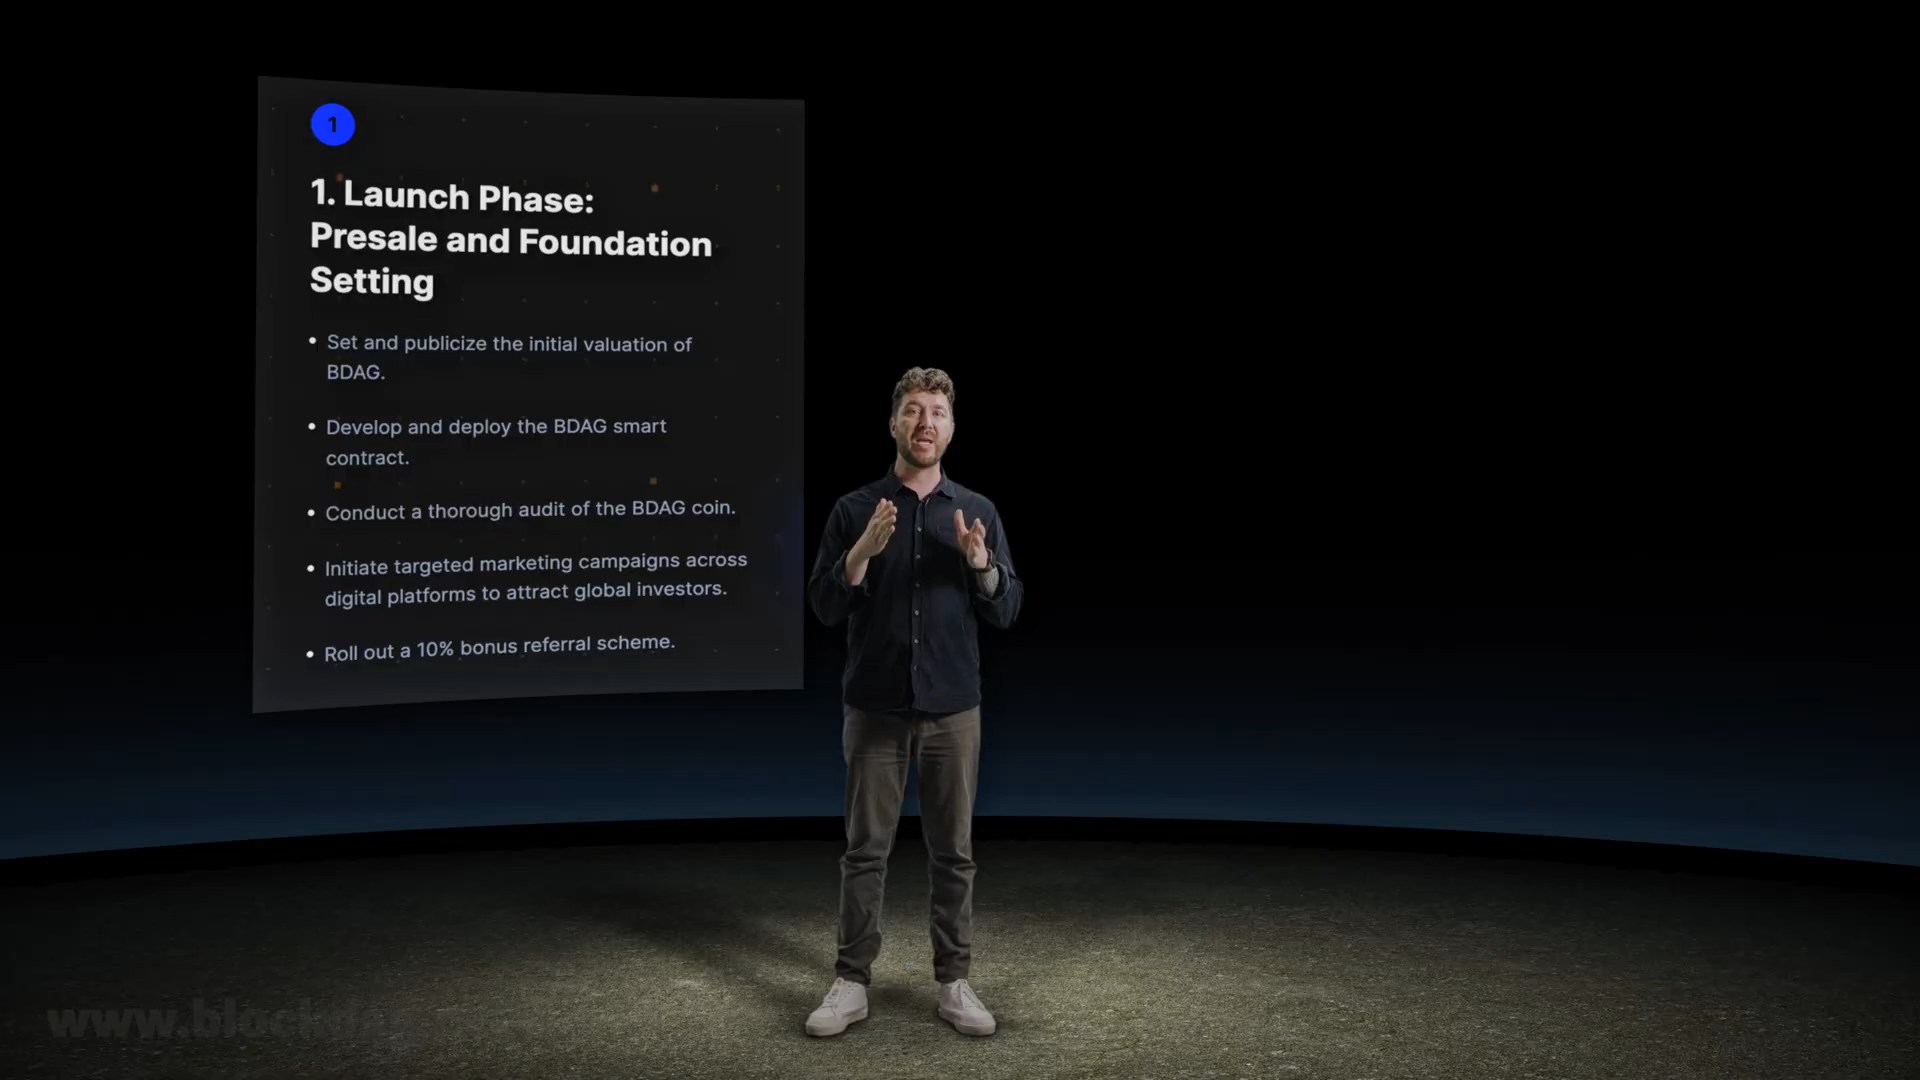 1
1. Launch Phase:
Presale and Foundation
Setting
• Set and publicize the initial valuation of
BDAG.
• Develop and deploy the BDAG smart
contract.
• Conduct a thorough audit of the BDAG coin.
• Initiate targeted marketing campaigns across
digital platforms to attract global investors.
• Roll out a 10% bonus referral scheme.